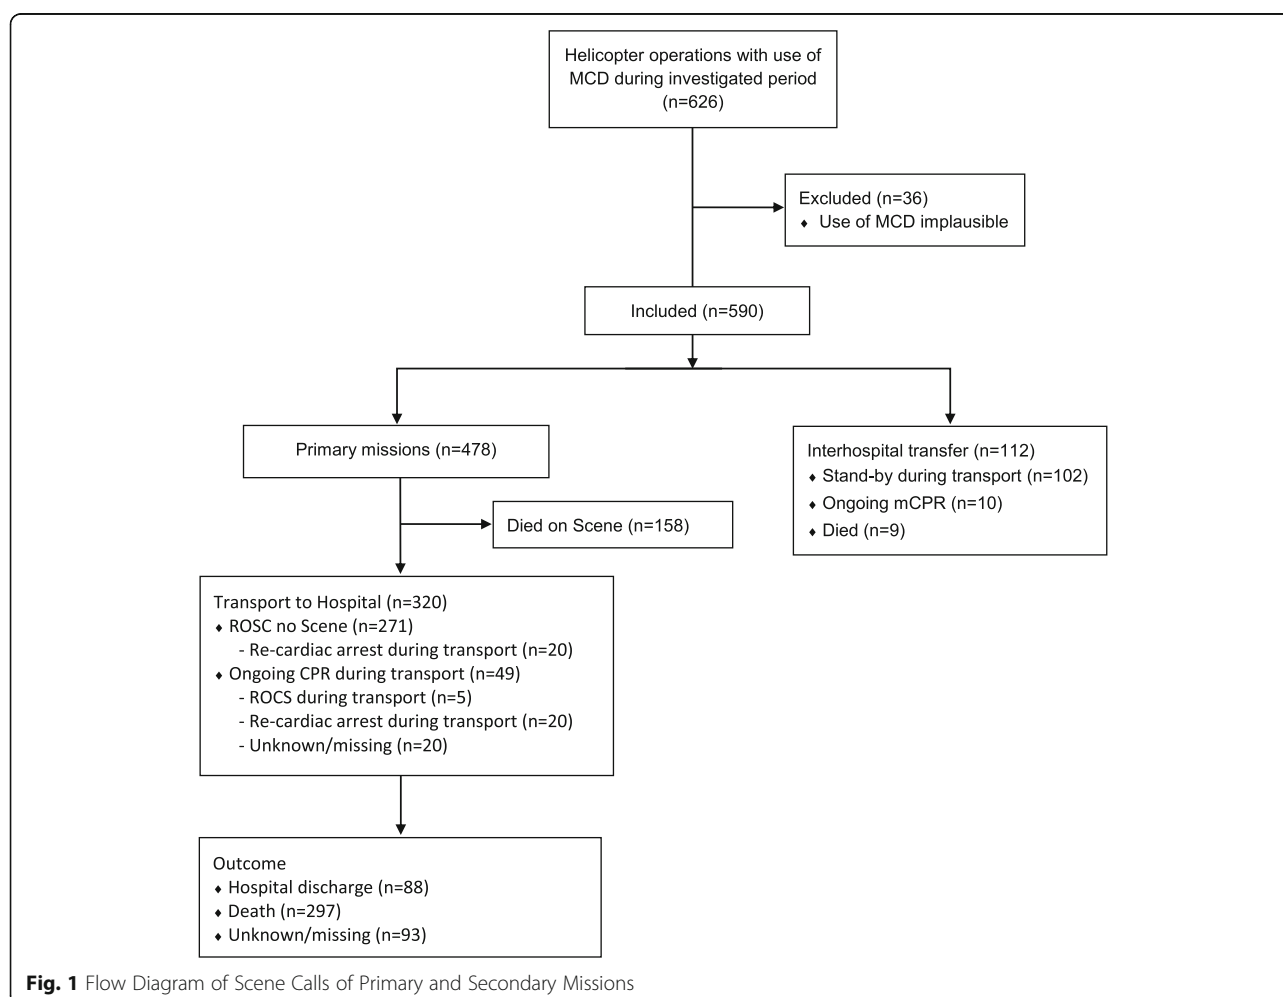 Helicopter operations with use of
MCD during investigated period
(n=626)
Excluded (n=36)
♦ Use of MCD implausible
Included (n=590)
Primary missions (n=478)
Interhospital transfer (n=112)
♦ Stand-by during transport (n=102)
♦ Ongoing mCPR (n=10)
♦ Died (n=9)
Died on Scene (n=158)
Transport to Hospital (n=320)
♦ ROSC no Scene (n=271)
- Re-cardiac arrest during transport (n=20)
♦ Ongoing CPR during transport (n=49)
- ROCS during transport (n=5)
- Re-cardiac arrest during transport (n=20)
- Unknown/missing (n=20)
Outcome
♦ Hospital discharge (n=88)
♦ Death (n=297)
♦ Unknown/missing (n=93)
Fig. 1 Flow Diagram of Scene Calls of Primary and Secondary Missions